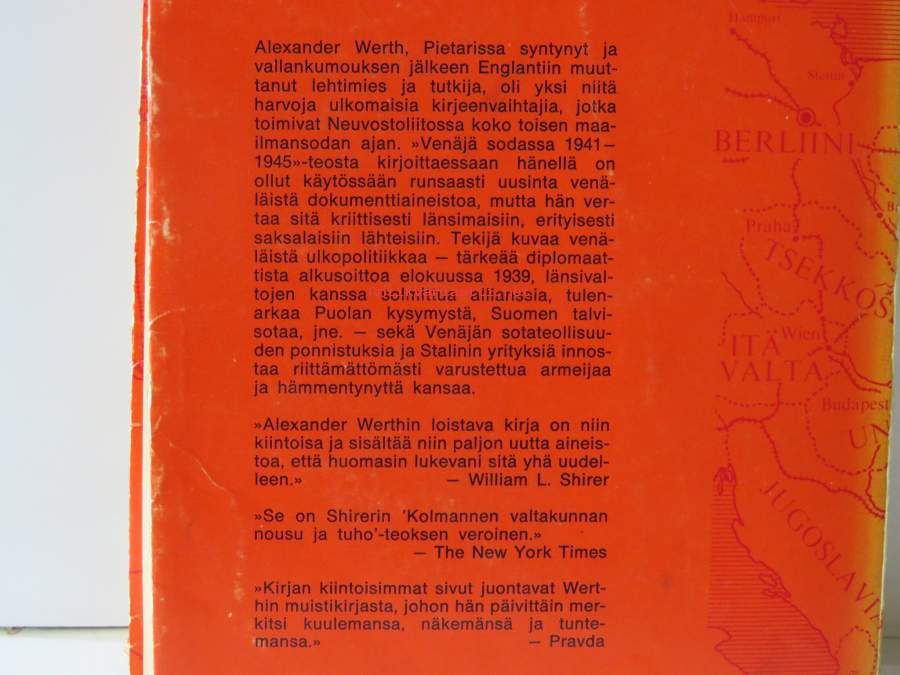 Alexander Werth, Pietarissa syntynyt ja
vallankumouksen jälkeen Englantiin muut-
tanut lehtimies ja tutkija, oli yksi niitä
harvoja ulkomaisia kirjeenvaihtajia, jotka
toimivat Neuvostoliitossa koko toisen maa-
ilmansodan ajan. »Venäjä sodassa 1941–
1945»-teosta kirjoittaessaan hänellä on
ollut käytössään runsaasti uusinta venä-
läistä dokumenttiaineistoa, mutta hän ver-
taa sitä kriittisesti länsimaisiin, erityisesti
saksalaisiin lähteisiin. Tekijä kuvaa venä-
läistä ulkopolitiikkaa — tärkeää diplomaat-
tista alkusoittoa elokuussa 1939, länsival-
tojen kanssa solmittua allianssia, tulen-
arkaa Puolan kysymystä, Suomen talvi-
sotaa, jne. — sekä Venäjän sotateollisuu-
den ponnistuksia ja Stalinin yrityksiä innos-
taa riittämättömästi varustettua armeijaa
ja hämmentynyttä kansaa.
»Alexander Werthin loistava kirja on niin
kiintoisa ja sisältää niin paljon uutta aineis-
toa, että huomasin lukevani sitä yhä uudel-
leen.» — William L. Shirer
»Se on Shirerin 'Kolmannen valtakunnan
nousu ja tuho'-teoksen veroinen.»
— The New York Times
»Kirjan kiintoisimmat sivut juontavat Wert-
hin muistikirjasta, johon hän päivittäin mer-
kitsi kuulemansa, näkemänsä ja tunte-
mansa.» — Pravda
BERLIINI
Praha
TSEKKOS
Wien
ITÄ
VALTA
Budapest
UN
JUGOSLAVI